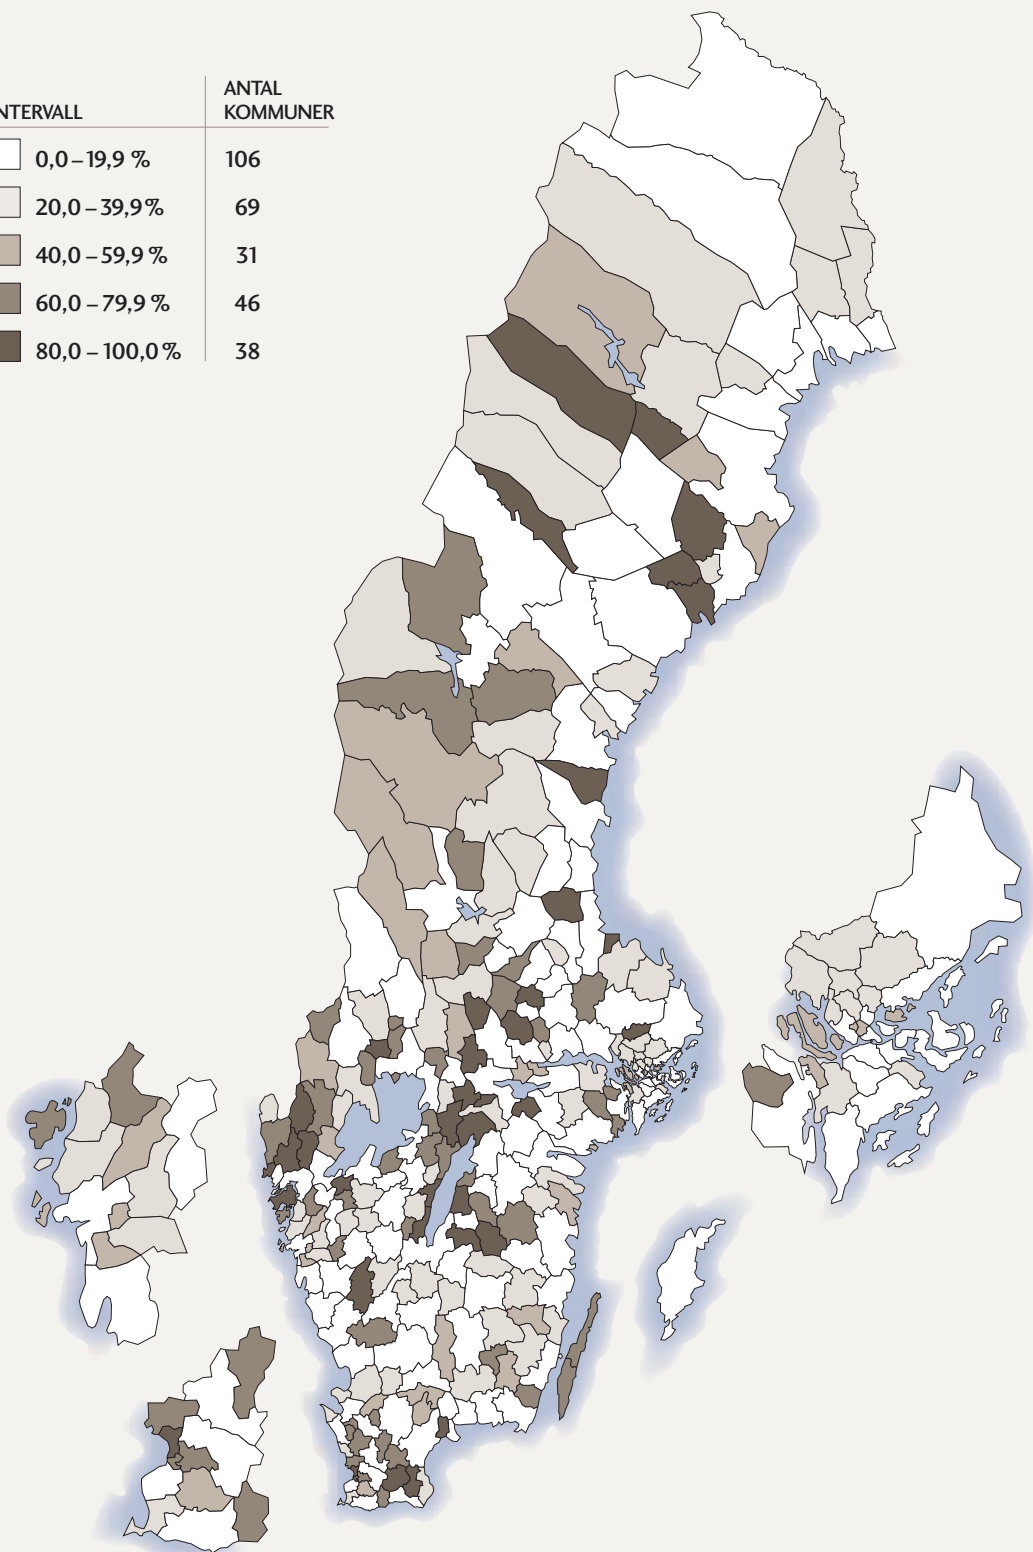 ANTAL
NTERVALL KOMMUNER
0,0–19,9 % 106
20,0–39,9 % 69
40,0–59,9 % 31
60,0–79,9 % 46
80,0–100,0 % 38